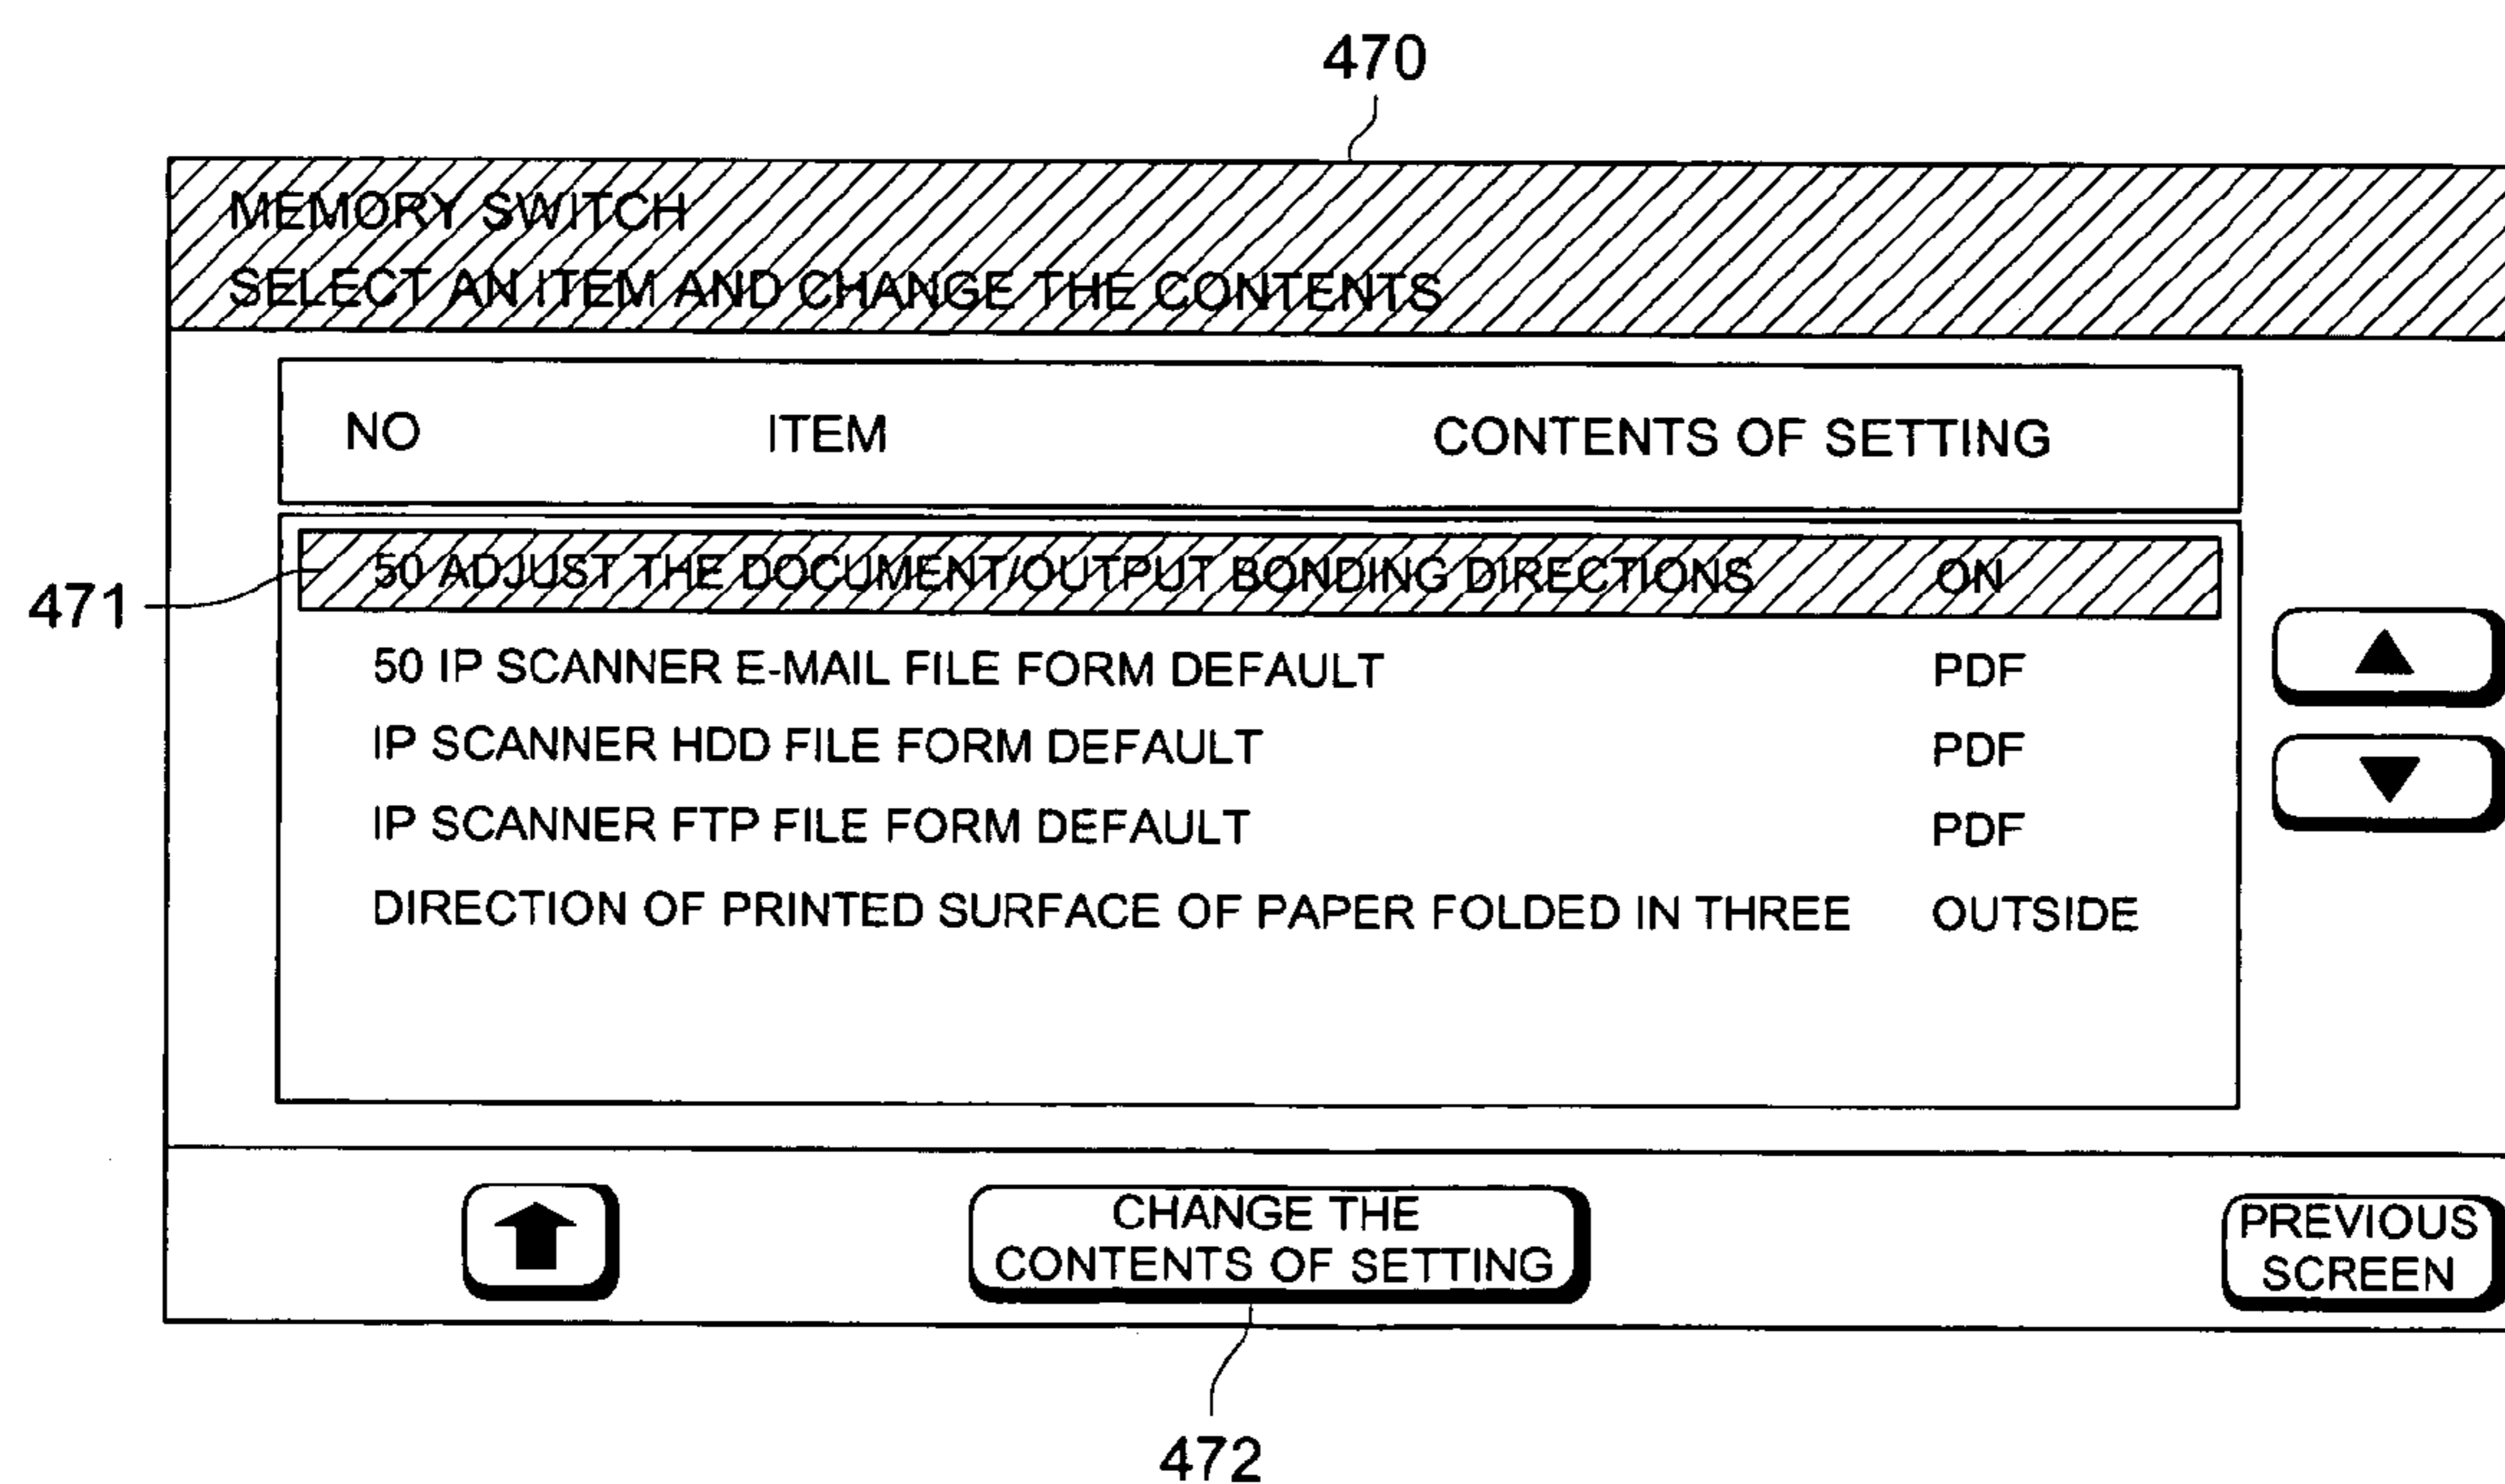 470
MEMORY SWITCH
SELECT AN ITEM AND CHANGE THE CONTENTS
NO ITEM CONTENTS OF SETTING
50 ADJUST THE DOCUMENT/OUTPUT BONDING DIRECTIONS ON
471
50 IP SCANNER E-MAIL FILE FORM DEFAULT PDF
IP SCANNER HDD FILE FORM DEFAULT PDF
IP SCANNER FTP FILE FORM DEFAULT PDF
DIRECTION OF PRINTED SURFACE OF PAPER FOLDED IN THREE OUTSIDE
CHANGE THE
CONTENTS OF SETTING
PREVIOUS
SCREEN
472